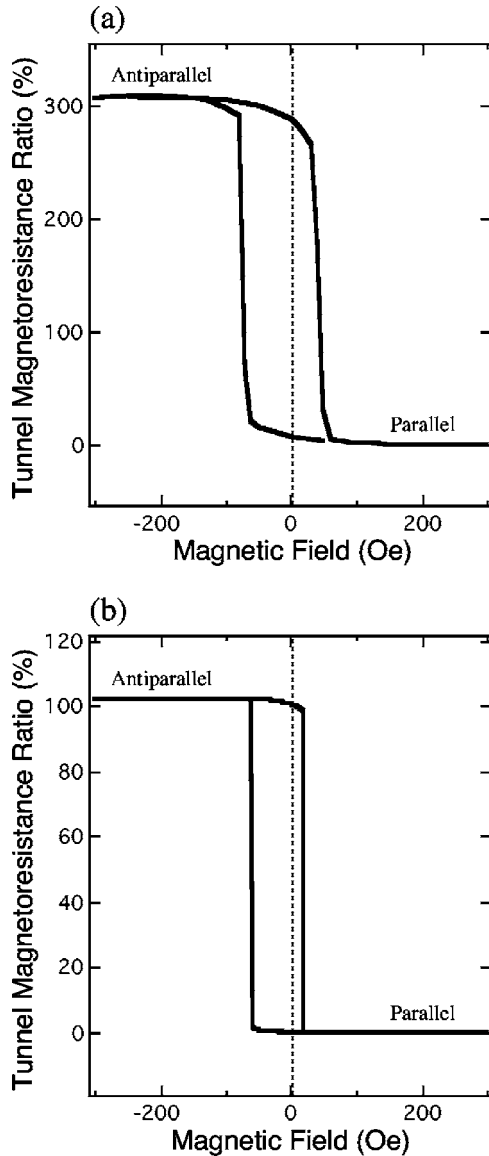 (a)
Tunnel Magnetoresistance Ratio (%)
300
200
100
0
Antiparallel
Parallel
-200
0
200
Magnetic Field (Oe)
(b)
Tunnel Magnetoresistance Ratio (%)
120
100
80
60
40
20
0
Antiparallel
Parallel
-200
0
200
Magnetic Field (Oe)